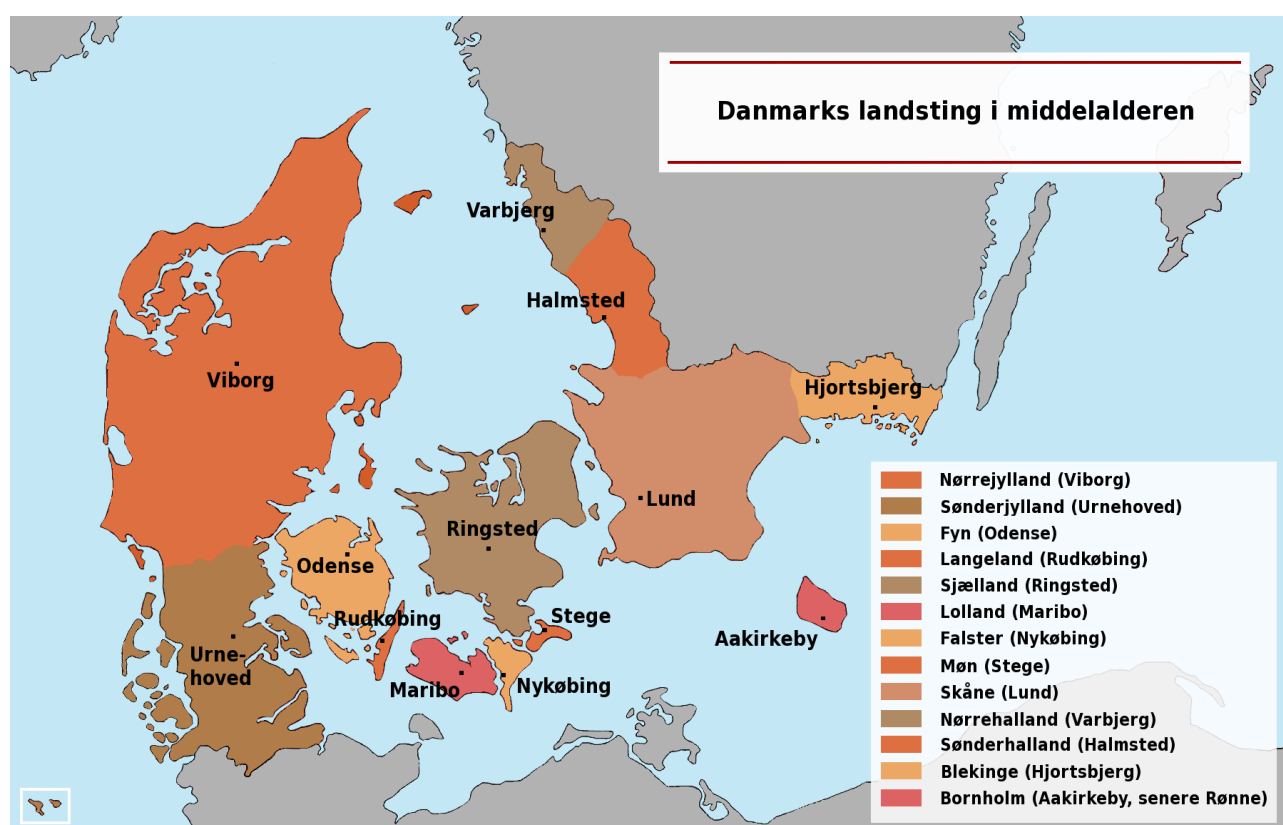 Danmarks landsting i middelalderen
Varbjerg
Halmsted
Viborg
Hjortsbjerg
Lund
Ringsted
Odense
Rudkøbing
Stege
Aakirkeby
Urne-
hoved
Maribo
Nykøbing
Nørrejylland (Viborg)
Sønderjylland (Urnehoved)
Fyn (Odense)
Langeland (Rudkøbing)
Sjælland (Ringsted)
Lolland (Maribo)
Falster (Nykøbing)
Møn (Stege)
Skåne (Lund)
Nørrehalland (Varbjerg)
Sønderhalland (Halmsted)
Blekinge (Hjortsbjerg)
Bornholm (Aakirkeby, senere Rønne)